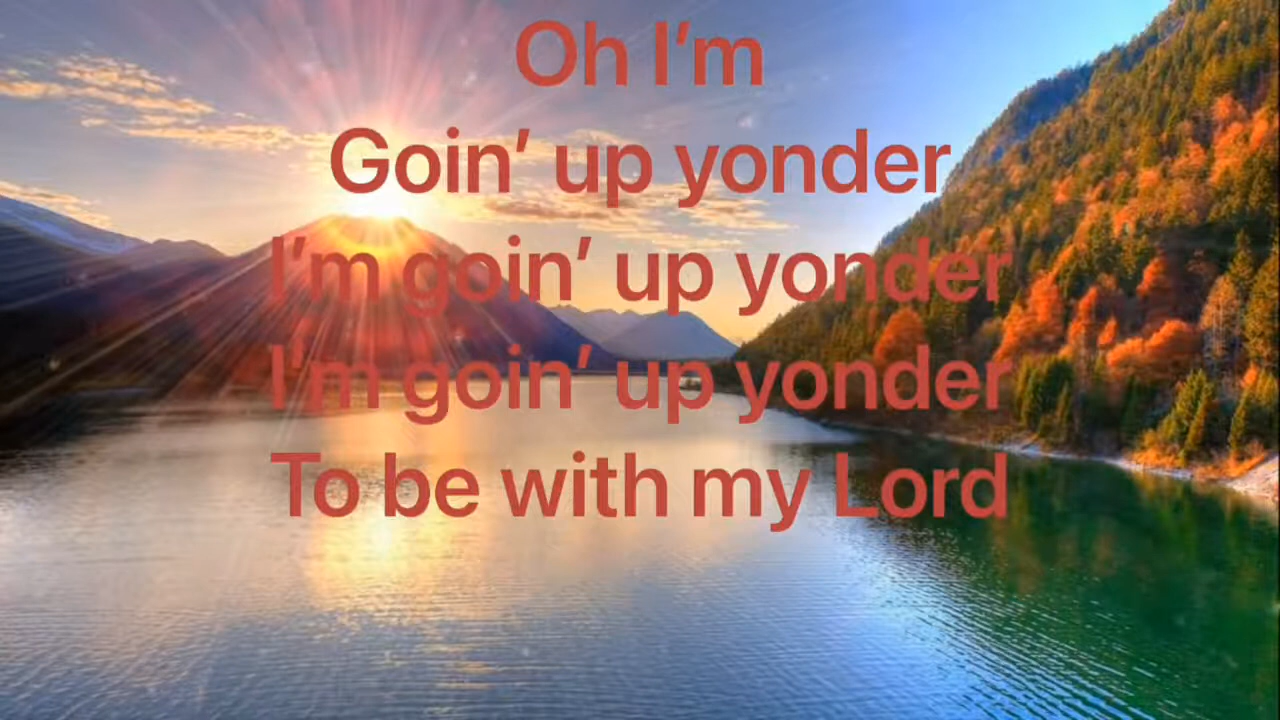 Oh I’m
Goin’ up yonder
I’m goin’ up yonder
I'm goin’ up yonder
To be with my Lord